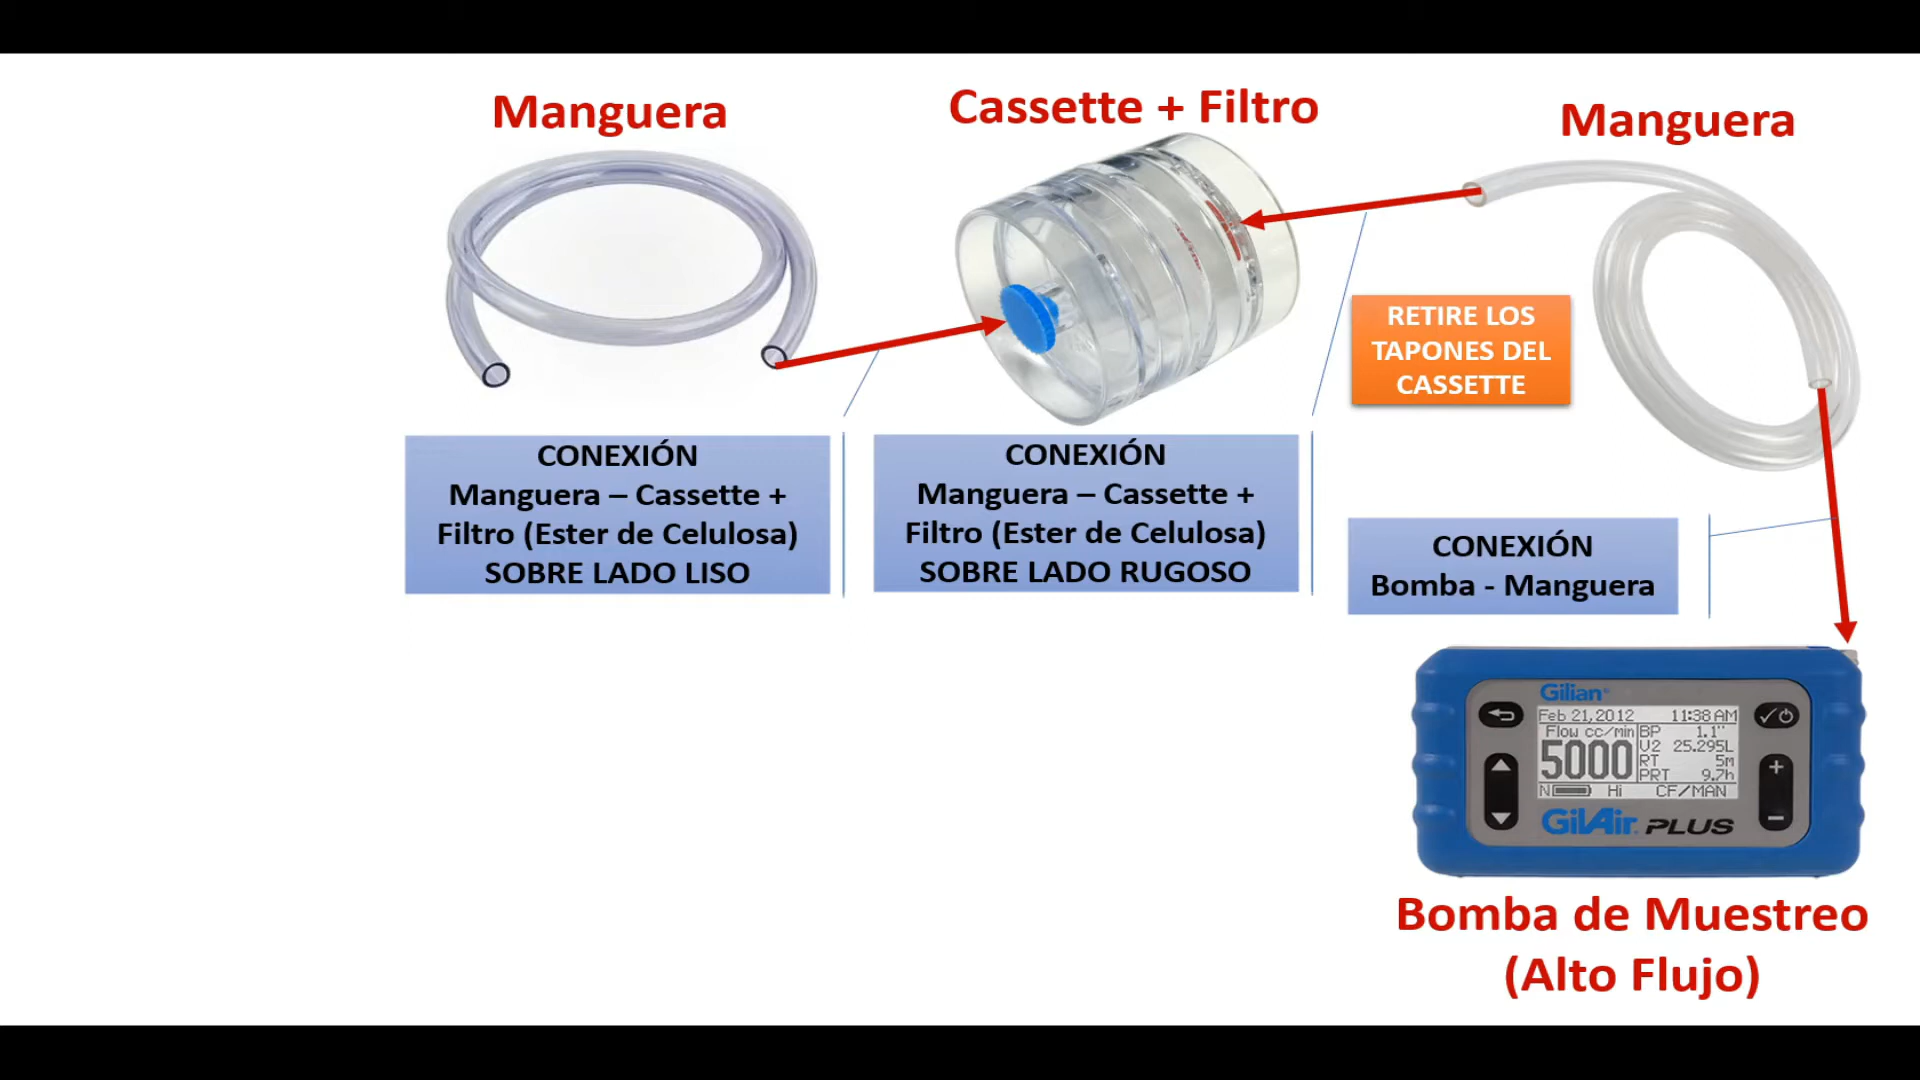 Manguera
Cassette + Filtro
Manguera
RETIRE LOS
TAPONES DEL
CASSETTE
CONEXIÓN
Manguera – Cassette +
Filtro (Ester de Celulosa)
SOBRE LADO LISO
CONEXIÓN
Manguera – Cassette +
Filtro (Ester de Celulosa)
SOBRE LADO RUGOSO
CONEXIÓN
Bomba - Manguera
Gilian
Feb 21,2012 11:38 AM
Flow cc/min
5000
BP 1.1"
V2 25.295L
RT 5m
PRT 9.7h
N Hi CF/MAN
GilAir PLUS
Bomba de Muestreo
(Alto Flujo)